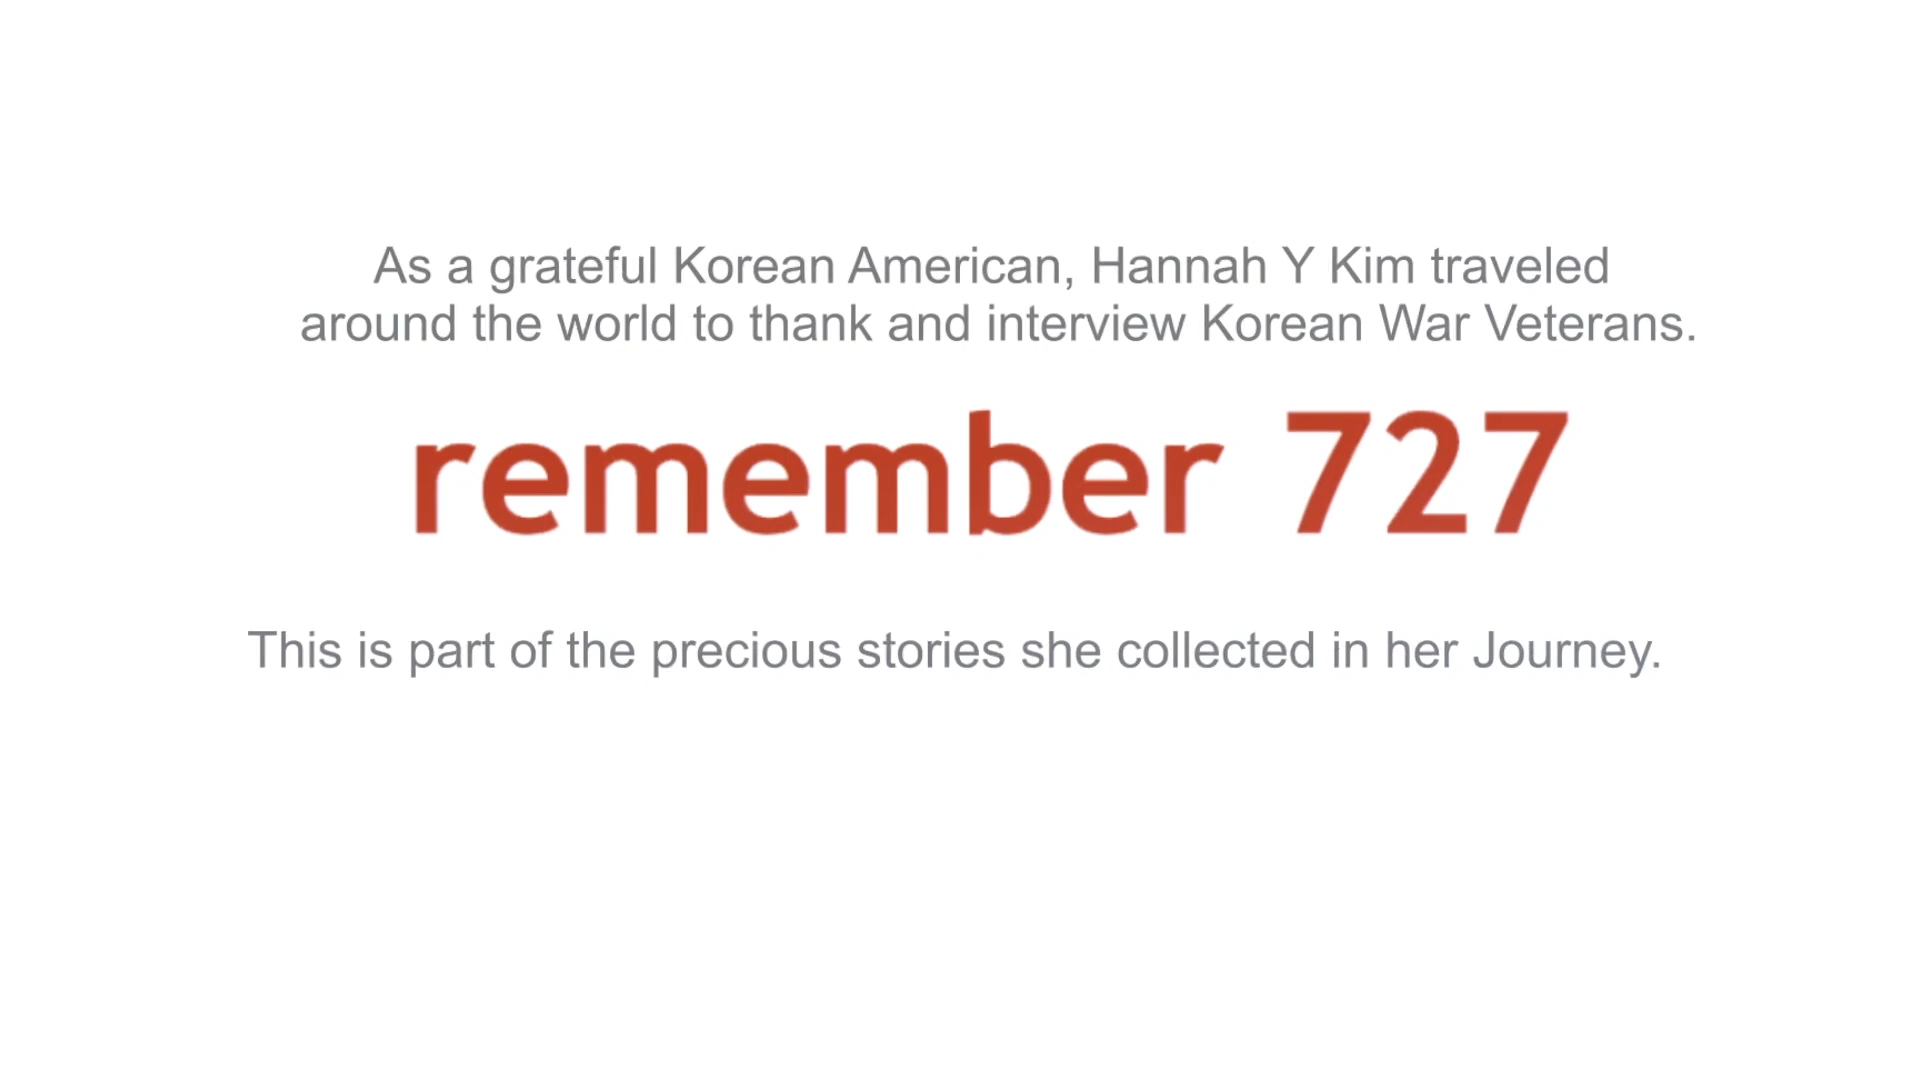 As a grateful Korean American, Hannah Y Kim traveled
around the world to thank and interview Korean War Veterans.
remember 727
This is part of the precious stories she collected in her Journey.